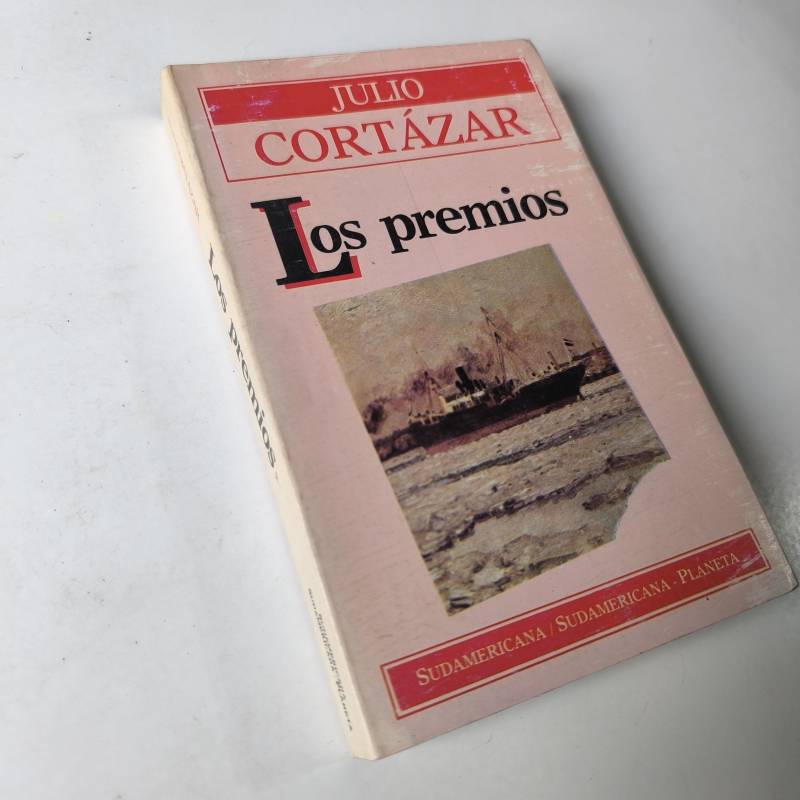 JULIO
CORTÁZAR
Los premios
SUDAMERICANA / SUDAMERICANA - PLANETA
Los premios